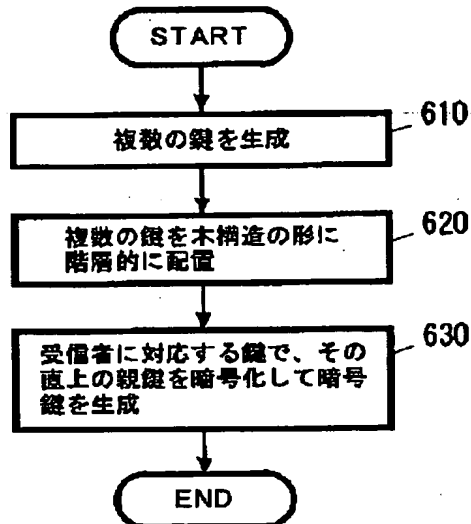 START
複数の鍵を生成
610
複数の鍵を木構造の形に
階層的に配置
620
受信者に対応する鍵で、その
直上の親鍵を暗号化して暗号
鍵を生成
630
END